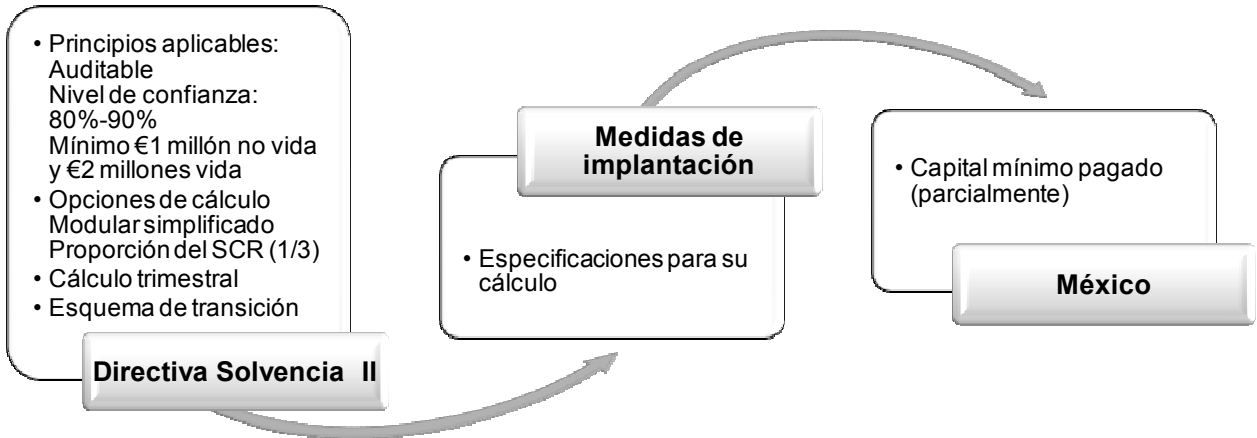 • Principios aplicables:
Auditable
Nivel de confianza:
80%-90%
Mínimo €1 millón no vida
y €2 millones vida
• Opciones de cálculo
Modular simplificado
Proporción del SCR (1/3)
• Cálculo trimestral
• Esquema de transición
Directiva Solvencia II
Medidas de
implantación
• Especificaciones para su
cálculo
• Capital mínimo pagado
(parcialmente)
México